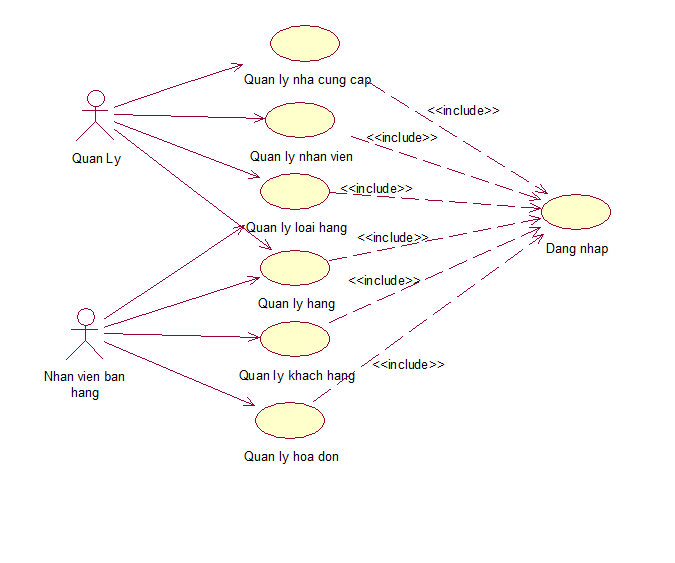 Quan ly nha cung cap
<<include>>
<<include>>
Quan Ly
Quan ly nhan vien
<<include>>
Quan ly loai hang
<<include>>
Dang nhap
<<include>>
Quan ly hang
<<include>>
Nhan vien ban
hang
Quan ly khach hang
Quan ly hoa don